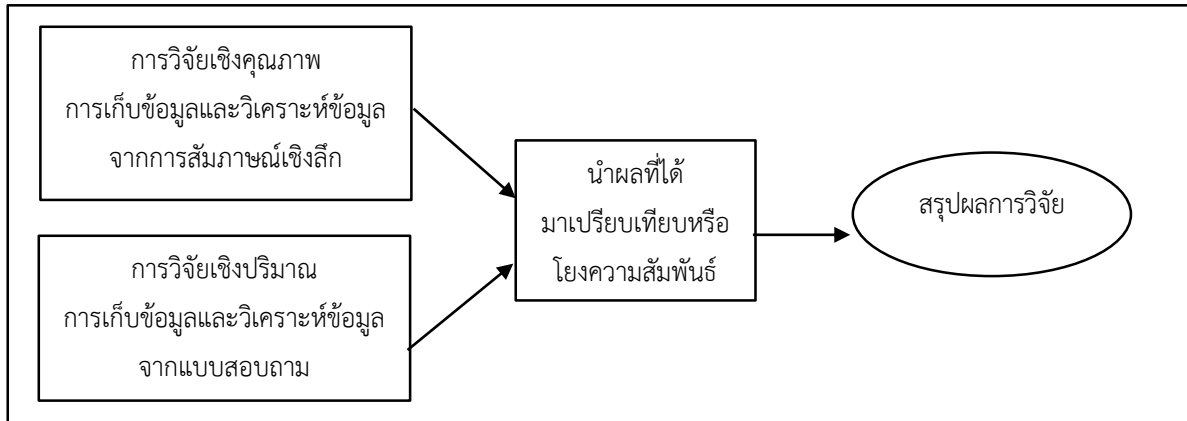 การวิจัยเชิงคุณภาพ
การเก็บข้อมูลและวิเคราะห์ข้อมูล
จากการสัมภาษณ์เชิงลึก
การวิจัยเชิงปริมาณ
การเก็บข้อมูลและวิเคราะห์ข้อมูล
จากแบบสอบถาม
นำผลที่ได้
มาเปรียบเทียบหรือ
โยงความสัมพันธ์
สรุปผลการวิจัย